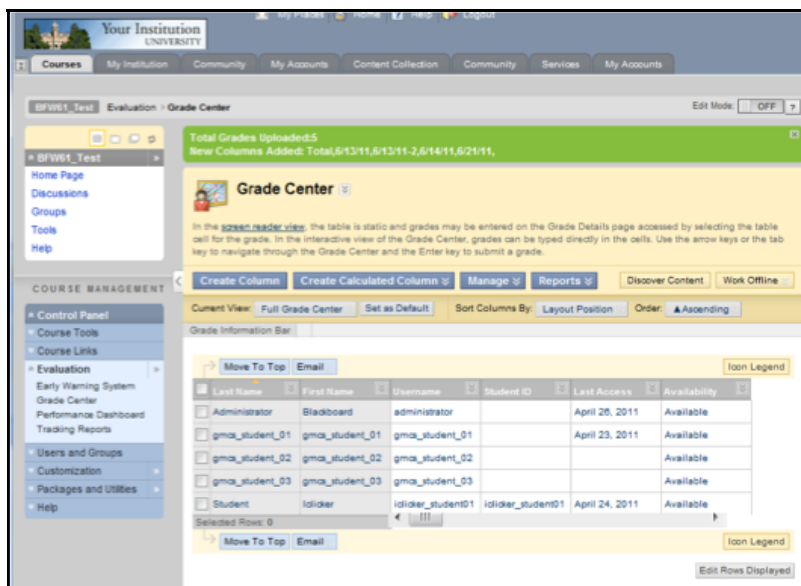 My Places Home Help Logout
Your Institution
UNIVERSITY
Courses My Institution Community My Accounts Content Collection Community Services My Accounts
BFW61_Test Evaluation > Grade Center Edit Mode: OFF ?
Total Grades Uploaded:5
New Columns Added: Total,6/13/11,6/13/11-2,6/14/11,6/21/11,
BFW61_Test
Home Page
Discussions
Groups
Tools
Help
Grade Center
In the screen reader view, the table is static and grades may be entered on the Grade Details page accessed by selecting the table
cell for the grade. In the interactive view of the Grade Center, grades can be typed directly in the cells. Use the arrow keys or the tab
key to navigate through the Grade Center and the Enter key to submit a grade.
COURSE MANAGEMENT
Control Panel
Course Tools
Course Links
Evaluation
Early Warning System
Grade Center
Performance Dashboard
Tracking Reports
Users and Groups
Customization
Packages and Utilities
Help
Create Column Create Calculated Column Manage Reports Discover Content Work Offline
Current View: Full Grade Center Set as Default Sort Columns By: Layout Position Order: ▲Ascending
Grade Information Bar
Move To Top Email Icon Legend
Last Name First Name Username Student ID Last Access Availability
Administrator Blackboard administrator April 26, 2011 Available
gmcs_student_01 gmcs_student_01 gmcs_student_01 April 23, 2011 Available
gmcs_student_02 gmcs_student_02 gmcs_student_02 Available
gmcs_student_03 gmcs_student_03 gmcs_student_03 Available
Student Iclicker iclicker_student01 iclicker_student01 April 24, 2011 Available
Selected Rows: 0
Move To Top Email Icon Legend
Edit Rows Displayed